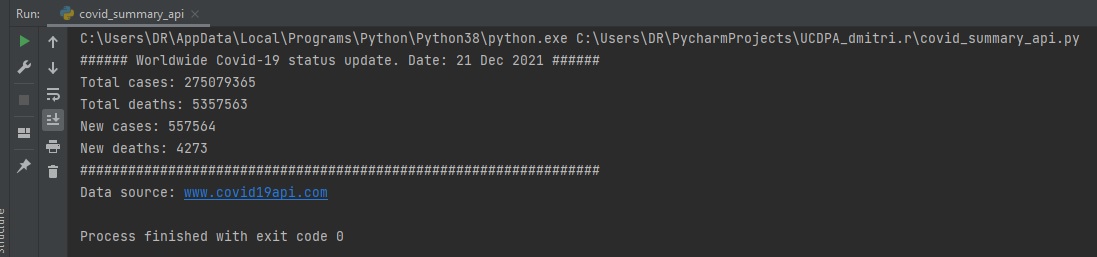 Run: covid_summary_api
C:\Users\DR\AppData\Local\Programs\Python\Python38\python.exe C:\Users\DR\PycharmProjects\UCDPA_dmitri.r\covid_summary_api.py
###### Worldwide Covid-19 status update. Date: 21 Dec 2021 ######
Total cases: 275079365
Total deaths: 5357563
New cases: 557564
New deaths: 4273
#################################################################
Data source: www.covid19api.com
Process finished with exit code 0